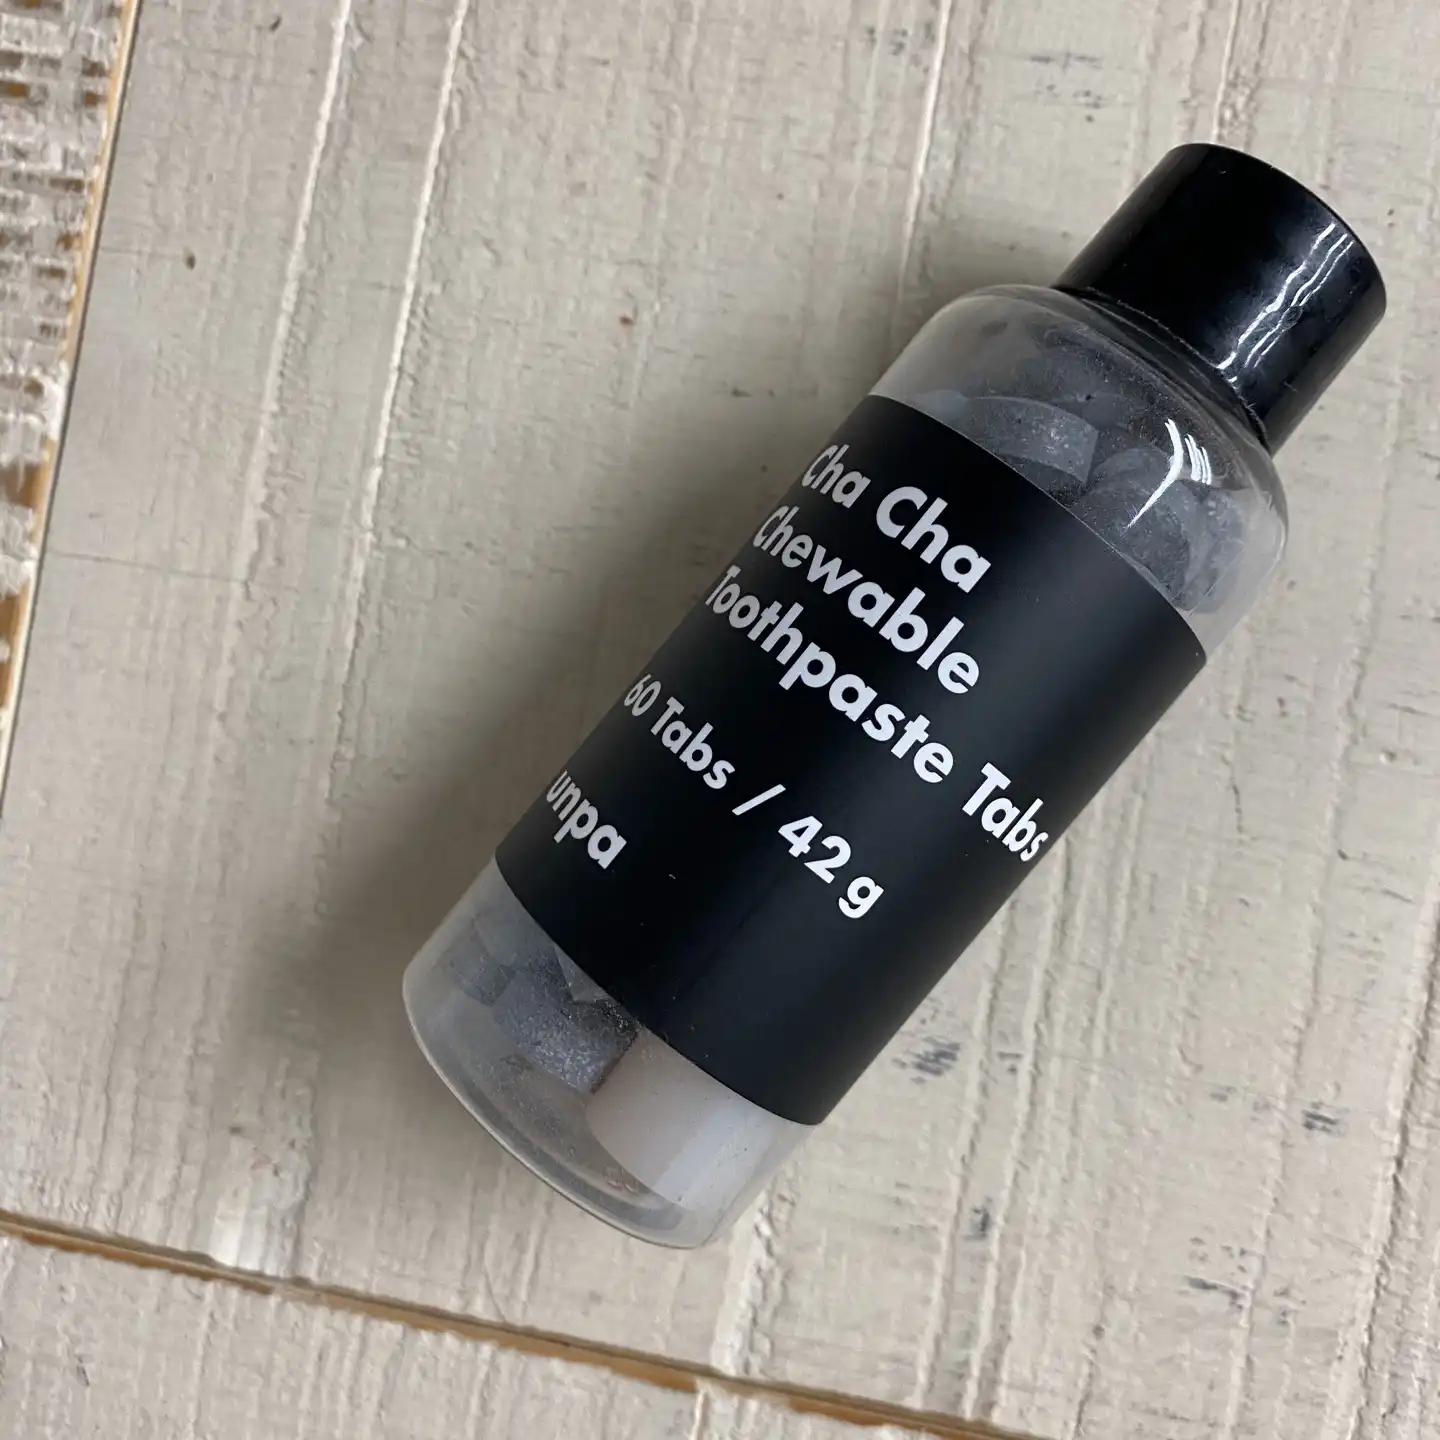 Cha Cha
Chewable
Toothpaste Tabs
60 Tabs / 42 g
unpa